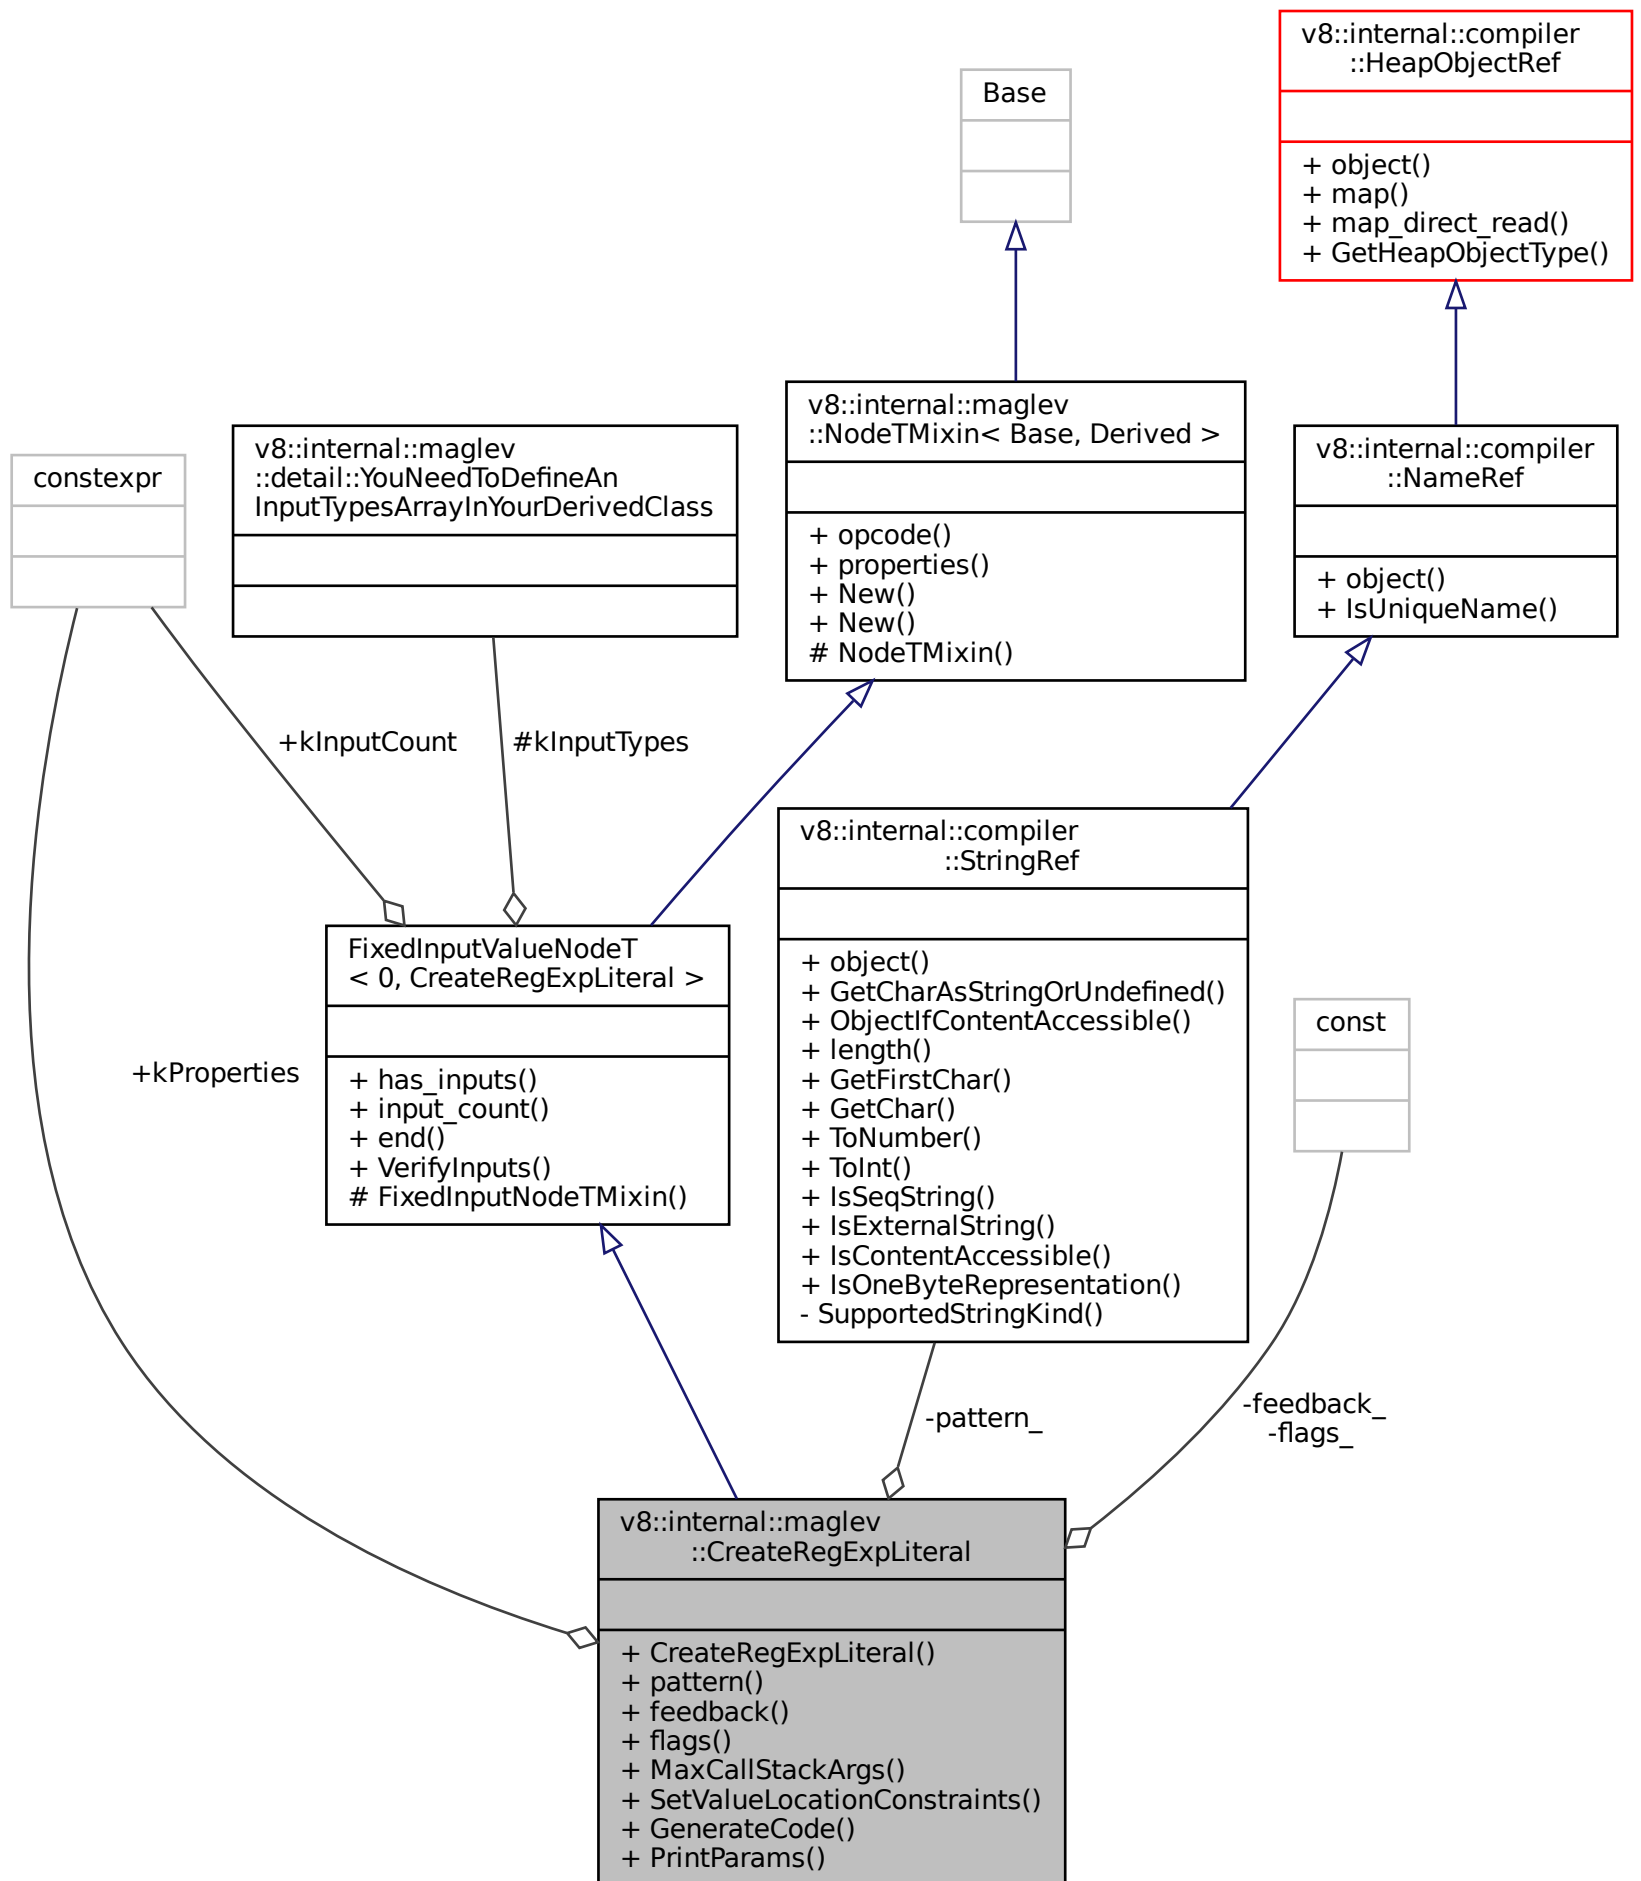 v8::internal::compiler
::HeapObjectRef
+ object()
+ map()
+ map_direct_read()
+ GetHeapObjectType()
Base
v8::internal::maglev
::NodeTMixin< Base, Derived >
+ opcode()
+ properties()
+ New()
+ New()
# NodeTMixin()
v8::internal::compiler
::NameRef
+ object()
+ IsUniqueName()
v8::internal::maglev
::detail::YouNeedToDefineAn
InputTypesArrayInYourDerivedClass
constexpr
+kInputCount
#kInputTypes
v8::internal::compiler
::StringRef
+ object()
+ GetCharAsStringOrUndefined()
+ ObjectIfContentAccessible()
+ length()
+ GetFirstChar()
+ GetChar()
+ ToNumber()
+ ToInt()
+ IsSeqString()
+ IsExternalString()
+ IsContentAccessible()
+ IsOneByteRepresentation()
- SupportedStringKind()
FixedInputValueNodeT
< 0, CreateRegExpLiteral >
+ has_inputs()
+ input_count()
+ end()
+ VerifyInputs()
# FixedInputNodeTMixin()
const
+kProperties
-pattern_
-feedback_
-flags_
v8::internal::maglev
::CreateRegExpLiteral
+ CreateRegExpLiteral()
+ pattern()
+ feedback()
+ flags()
+ MaxCallStackArgs()
+ SetValueLocationConstraints()
+ GenerateCode()
+ PrintParams()